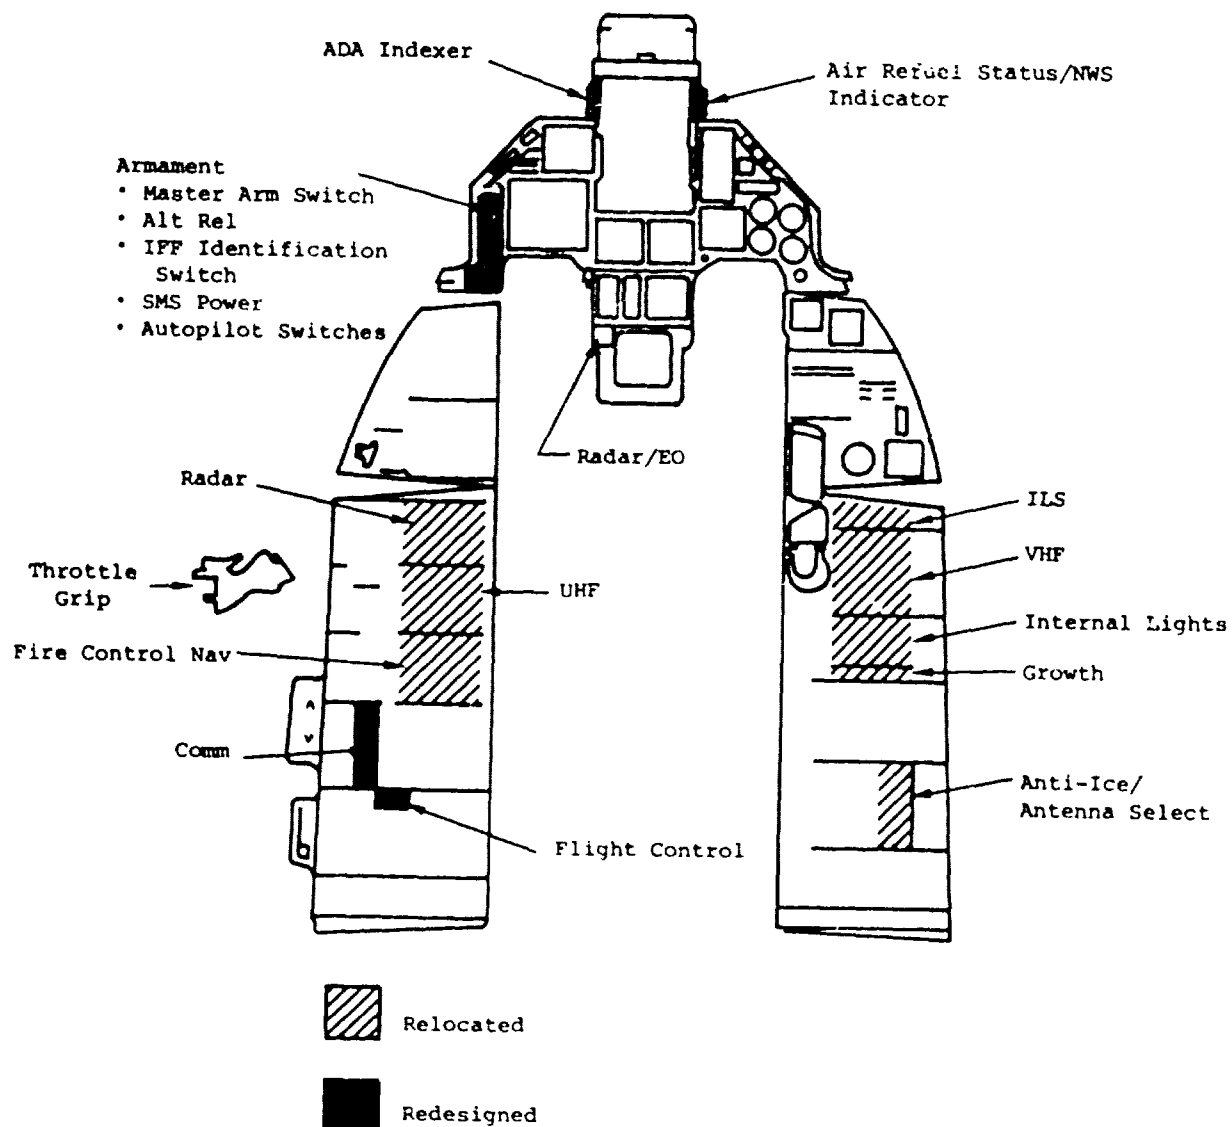 ADA Indexer
Air Refuel Status/NWS
Indicator
Armament
• Master Arm Switch
• Alt Rel
• IFF Identification
Switch
• SMS Power
• Autopilot Switches
Radar/EO
Radar
ILS
VHF
Throttle
Grip
UHF
Internal Lights
Fire Control Nav
Growth
Comm
Anti-Ice/
Antenna Select
Flight Control
Relocated
Redesigned